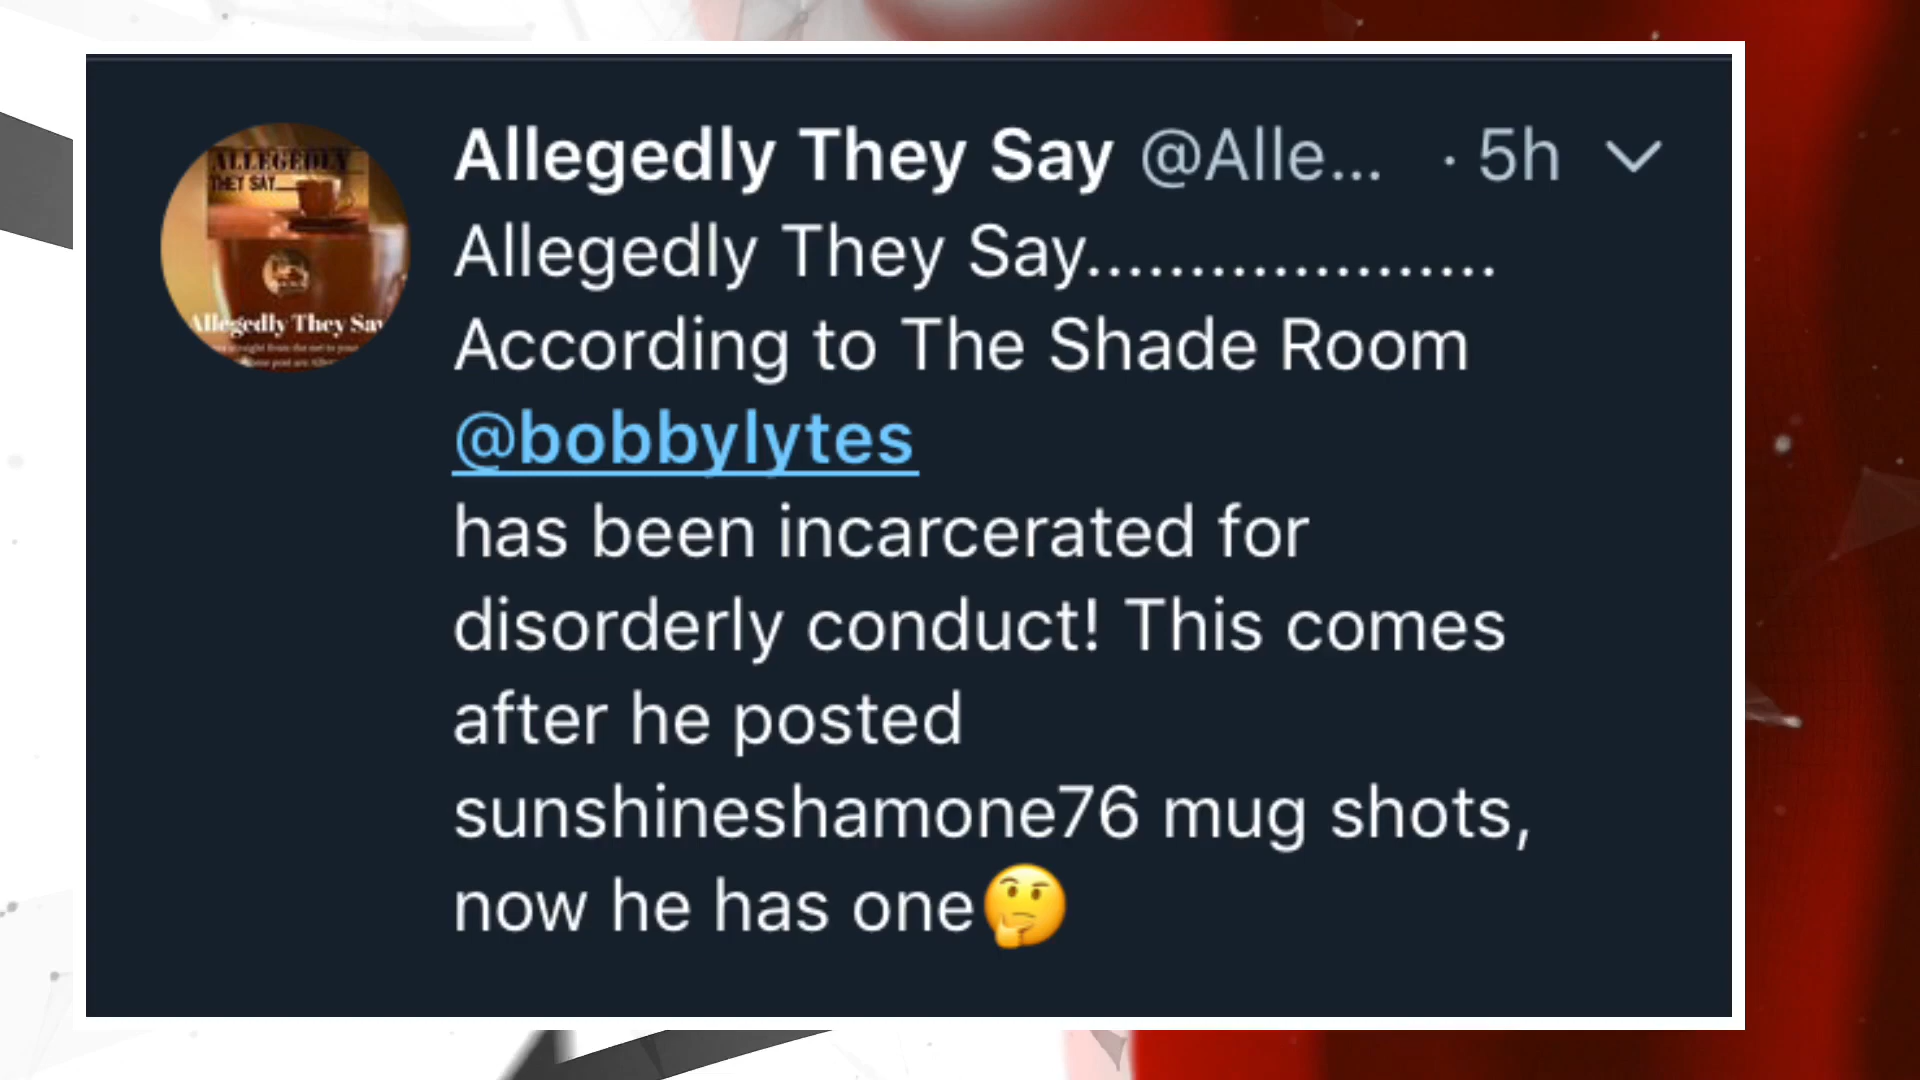 ALLEGEDLY
THEY SAY
Allegedly They Say
Allegedly They Say @Alle... · 5h
Allegedly They Say....................
According to The Shade Room
@bobbylytes
has been incarcerated for
disorderly conduct! This comes
after he posted
sunshineshamone76 mug shots,
now he has one🤔